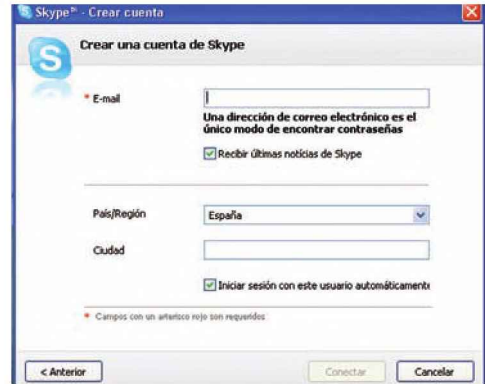 Skype™ - Crear cuenta
Crear una cuenta de Skype
* E-mail
Una dirección de correo electrónico es el
único modo de encontrar contraseñas
Recibir últimas noticias de Skype
País/Región España
Ciudad
Iniciar sesión con este usuario automáticamente
* Campos con un arterisco rojo son requeridos
< Anterior Conectar Cancelar